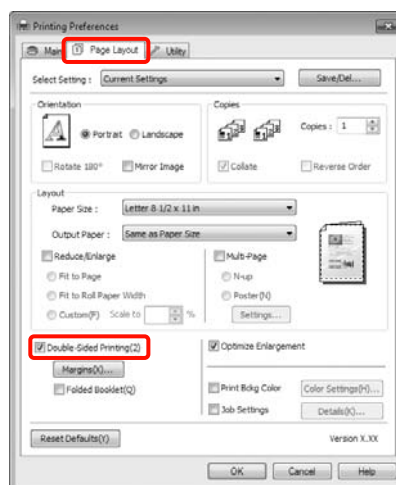 Printing Preferences
Main Page Layout Utility
Select Setting : Current Settings Save/Del...
Orientation Copies
Portrait Landscape Copies : 1
Rotate 180° Mirror Image Collate Reverse Order
Layout
Paper Size : Letter 8 1/2 x 11 in
Output Paper : Same as Paper Size
Reduce/Enlarge Multi-Page
Fit to Page N-up
Fit to Roll Paper Width Poster(N)
Custom(P) Scale to % Settings...
Double-Sided Printing(2) Optimize Enlargement
Margins(X)...
Folded Booklet(Q) Print Bckg Color Color Settings(H)...
Job Settings Details(K)...
Reset Defaults(Y) Version X.XX
OK Cancel Help